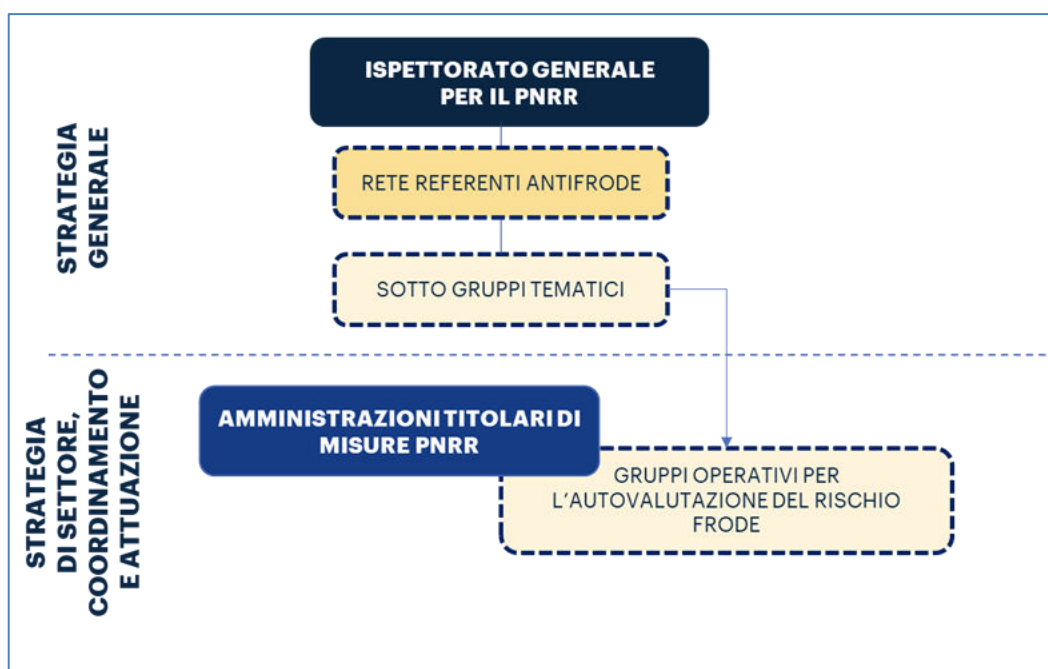 STRATEGIA
GENERALE
ISPETTORATO GENERALE
PER IL PNRR
RETE REFERENTI ANTIFRODE
SOTTO GRUPPI TEMATICI
STRATEGIA
DI SETTORE,
COORDINAMENTO
E ATTUAZIONE
AMMINISTRAZIONI TITOLARI DI
MISURE PNRR
GRUPPI OPERATIVI PER
L'AUTOVALUTAZIONE DEL RISCHIO
FRODE